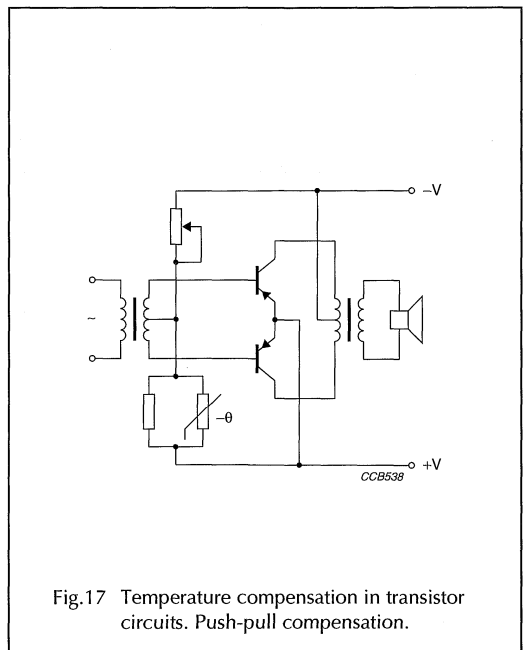 −V
~
−θ
+V
CCB538
Fig.17 Temperature compensation in transistor
circuits. Push-pull compensation.